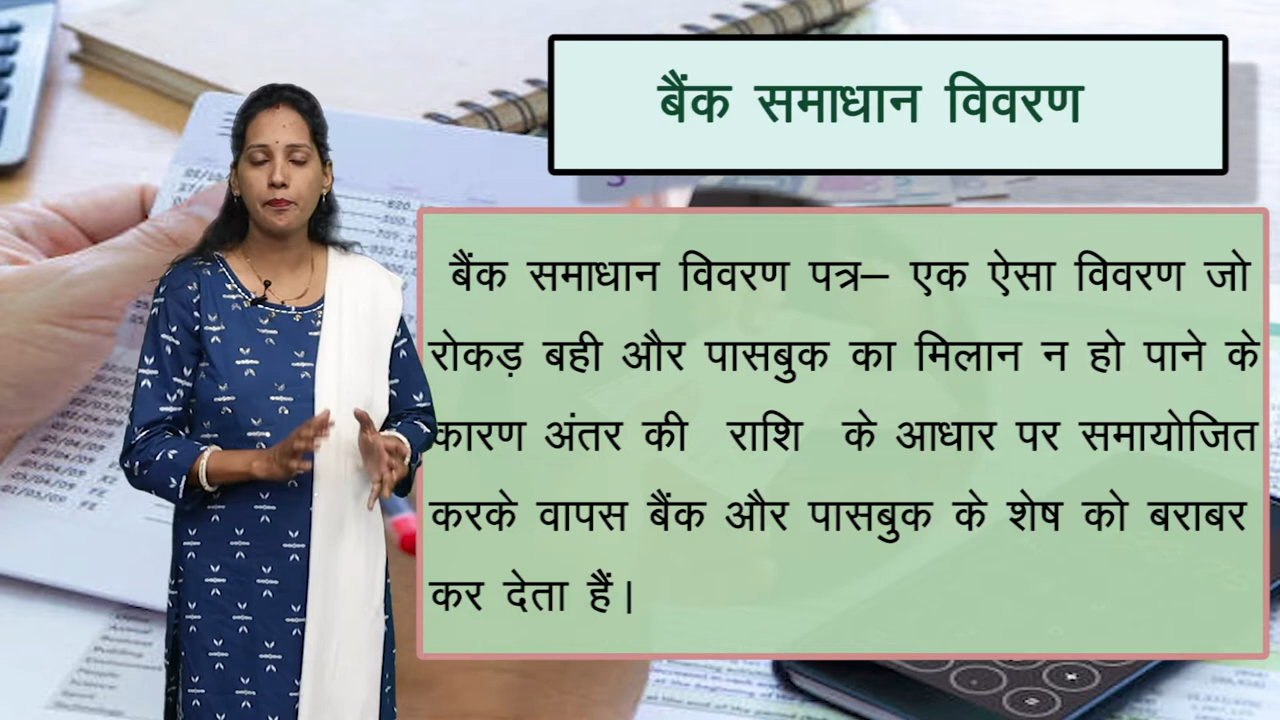 बैंक समाधान विवरण
बैंक समाधान विवरण पत्र– एक ऐसा विवरण जो
रोकड़ बही और पासबुक का मिलान न हो पाने के
कारण अंतर की राशि के आधार पर समायोजित
करके वापस बैंक और पासबुक के शेष को बराबर
कर देता हैं।